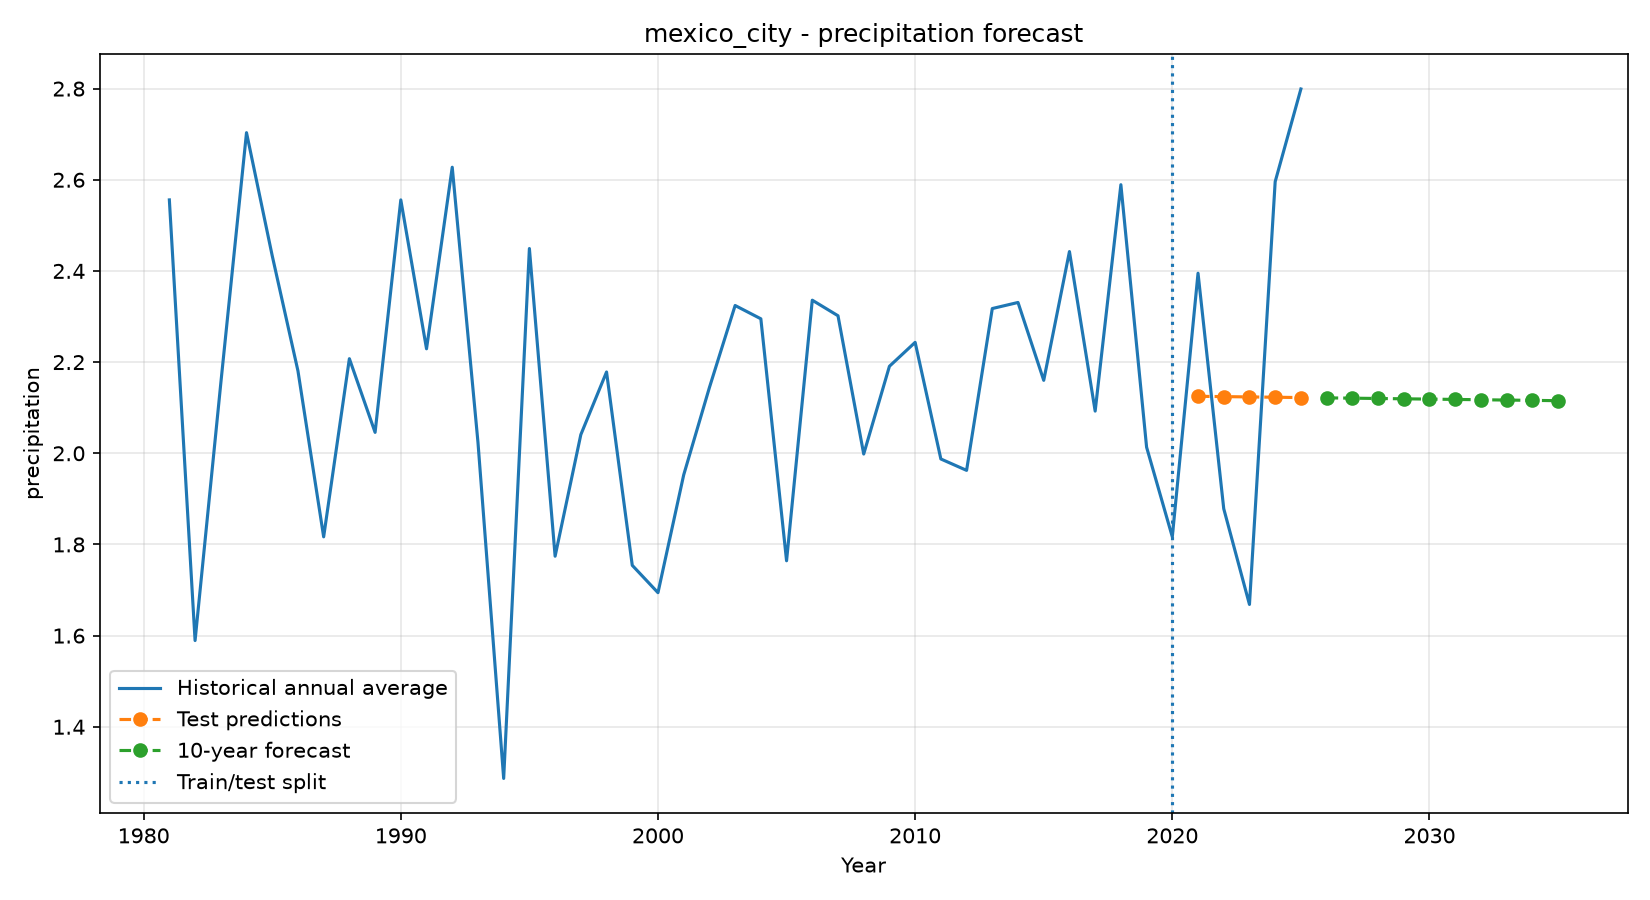 mexico_city - precipitation forecast
precipitation
2.8
2.6
2.4
2.2
2.0
1.8
1.6
1.4
Historical annual average
Test predictions
10-year forecast
Train/test split
1980 1990 2000 2010 2020 2030
Year